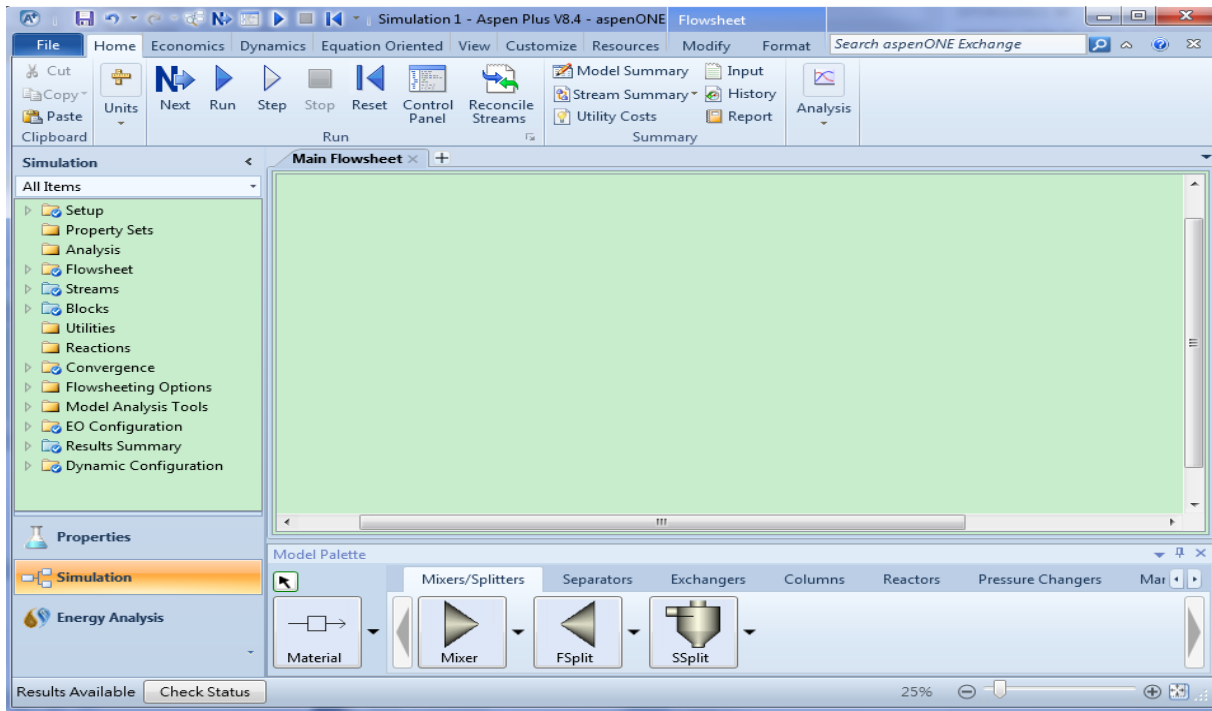 Simulation 1 - Aspen Plus V8.4 - aspenONE
Flowsheet
File Home Economics Dynamics Equation Oriented View Customize Resources Modify Format Search aspenONE Exchange
Cut
Copy
Paste
Clipboard
Units
Next Run Step Stop Reset Control Panel Reconcile Streams
Run
Model Summary Input
Stream Summary History
Utility Costs Report
Summary
Analysis
Simulation
All Items
Setup
Property Sets
Analysis
Flowsheet
Streams
Blocks
Utilities
Reactions
Convergence
Flowsheeting Options
Model Analysis Tools
EO Configuration
Results Summary
Dynamic Configuration
Properties
Simulation
Energy Analysis
Main Flowsheet
Model Palette
Mixers/Splitters Separators Exchangers Columns Reactors Pressure Changers Mar
Material Mixer FSplit SSplit
Results Available Check Status 25%